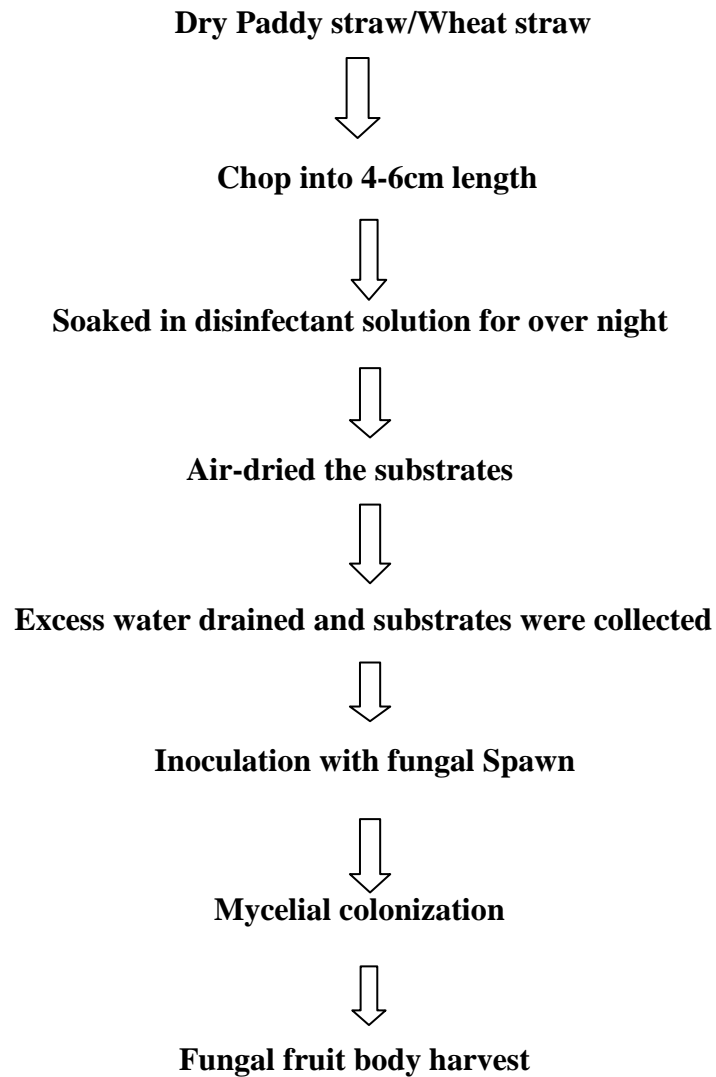 Dry Paddy straw/Wheat straw
Chop into 4-6cm length
Soaked in disinfectant solution for over night
Air-dried the substrates
Excess water drained and substrates were collected
Inoculation with fungal Spawn
Mycelial colonization
Fungal fruit body harvest